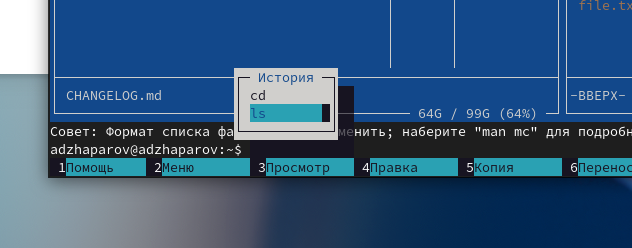 file.tx
История
cd
ls
CHANGELOG.md
-ВВЕРХ-
64G / 99G (64%)
Совет: Формат списка фа менить; наберите "man mc" для подробн
adzhaparov@adzhaparov:~$
1Помощь 2Меню 3Просмотр 4Правка 5Копия 6Перенос